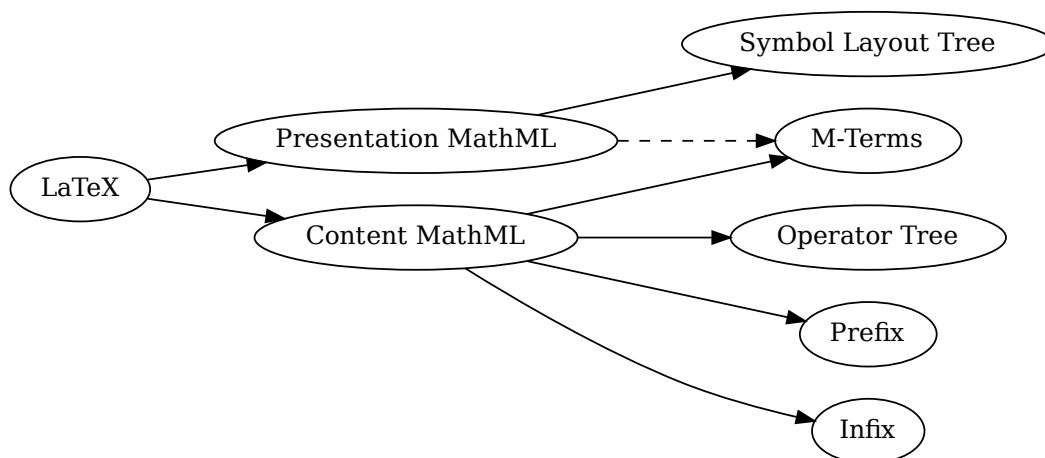 Symbol Layout Tree
Presentation MathML
M-Terms
LaTeX
Content MathML
Operator Tree
Prefix
Infix